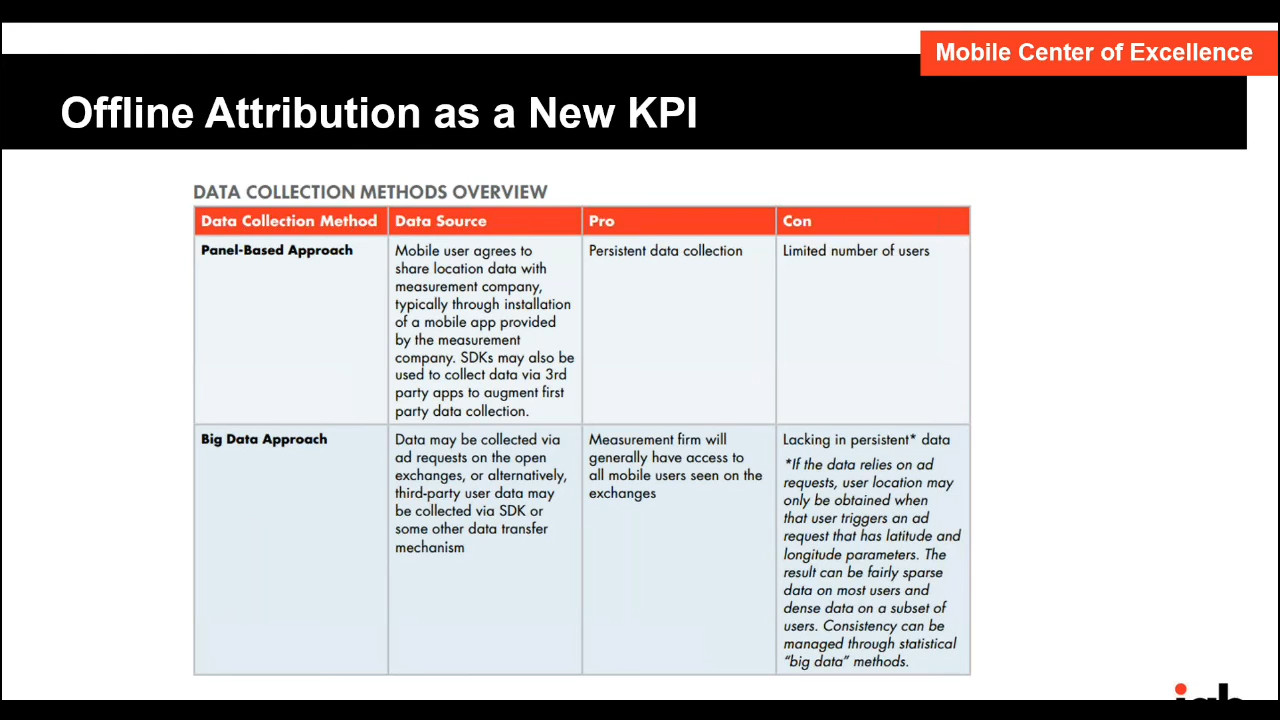 Mobile Center of Excellence
Offline Attribution as a New KPI
DATA COLLECTION METHODS OVERVIEW
Data Collection Method
Data Source
Pro
Con
Panel-Based Approach
Mobile user agrees to
share location data with
measurement company,
typically through installation
of a mobile app provided
by the measurement
company. SDKs may also be
used to collect data via 3rd
party apps to augment first
party data collection.
Persistent data collection
Limited number of users
Big Data Approach
Data may be collected via
ad requests on the open
exchanges, or alternatively,
third-party user data may
be collected via SDK or
some other data transfer
mechanism
Measurement firm will
generally have access to
all mobile users seen on the
exchanges
Lacking in persistent* data
*If the data relies on ad
requests, user location may
only be obtained when
that user triggers an ad
request that has latitude and
longitude parameters. The
result can be fairly sparse
data on most users and
dense data on a subset of
users. Consistency can be
managed through statistical
“big data” methods.